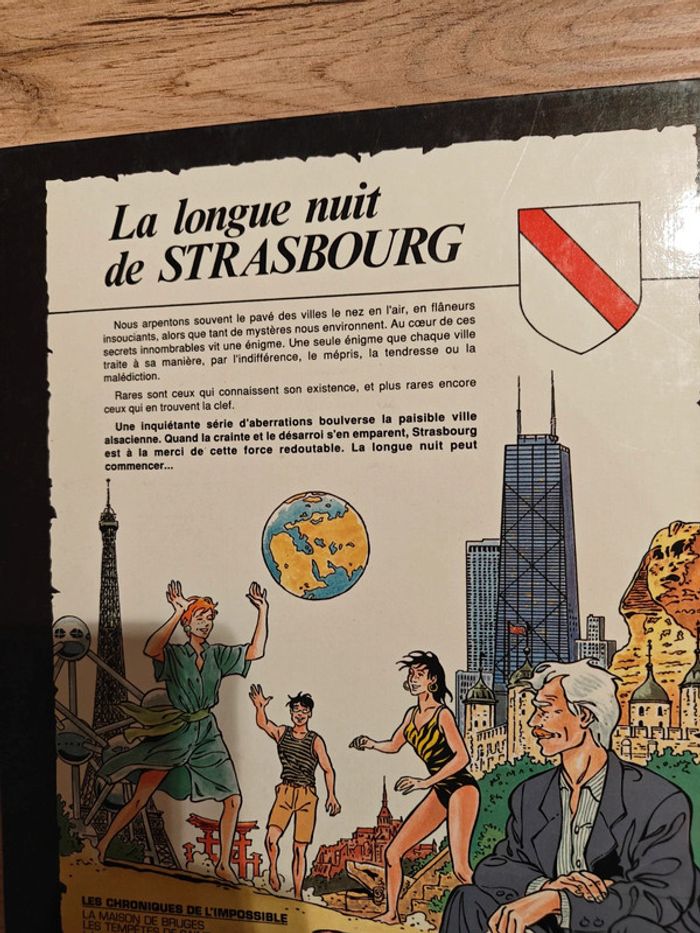 La longue nuit
de STRASBOURG
Nous arpentons souvent le pavé des villes le nez en l'air, en flâneurs
insouciants, alors que tant de mystères nous environnent. Au cœur de ces
secrets innombrables vit une énigme. Une seule énigme que chaque ville
traite à sa manière, par l'indifférence, le mépris, la tendresse ou la
malédiction.
Rares sont ceux qui connaissent son existence, et plus rares encore
ceux qui en trouvent la clef.
Une inquiétante série d'aberrations boulverse la paisible ville
alsacienne. Quand la crainte et le désarroi s'en emparent, Strasbourg
est à la merci de cette force redoutable. La longue nuit peut
commencer...
LES CHRONIQUES DE L'IMPOSSIBLE
LA MAISON DE BRUGES
LES TEMPÊTES DE